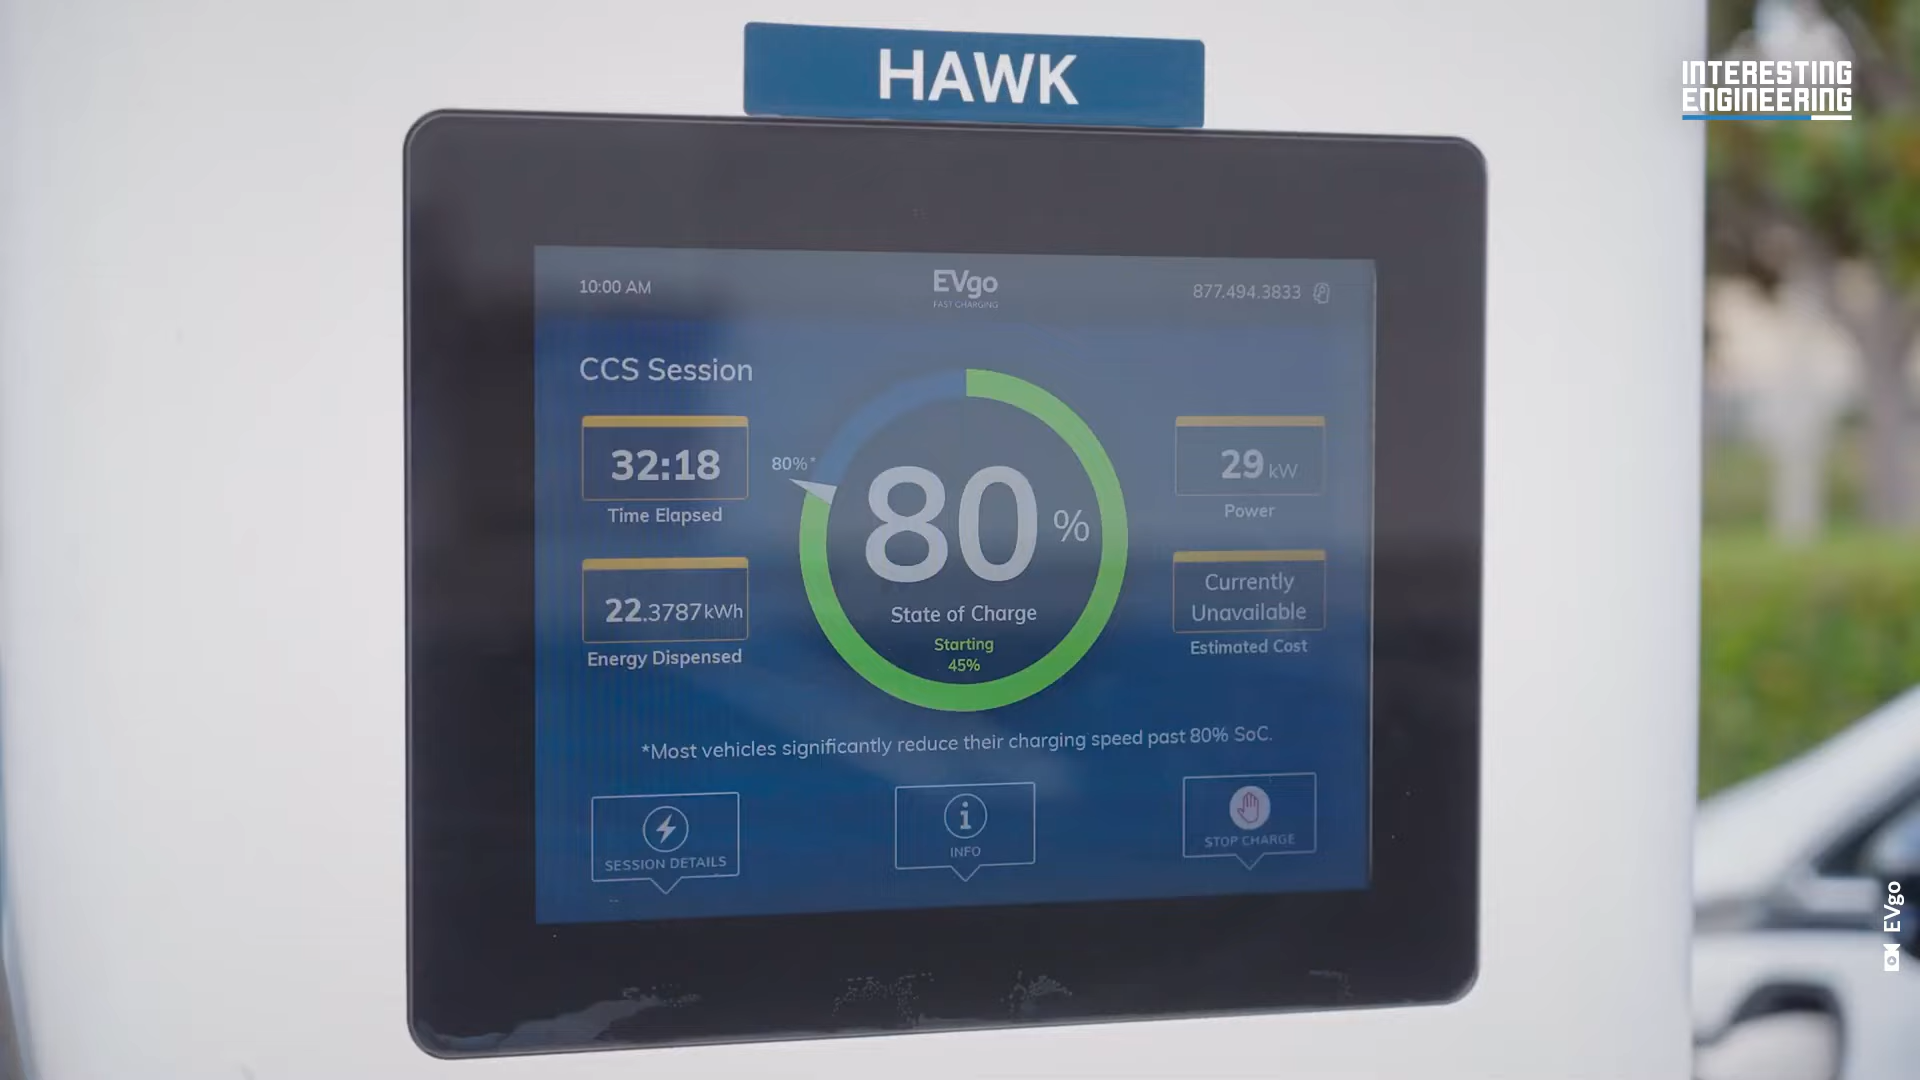 HAWK
INTERESTING
ENGINEERING
10:00 AM
EVgo
FAST CHARGING
877.494.3833
CCS Session
32:18
Time Elapsed
22.3787kWh
Energy Dispensed
80%*
80%
State of Charge
Starting
45%
29 kW
Power
Currently
Unavailable
Estimated Cost
*Most vehicles significantly reduce their charging speed past 80% SoC.
SESSION DETAILS
INFO
STOP CHARGE
EVgo